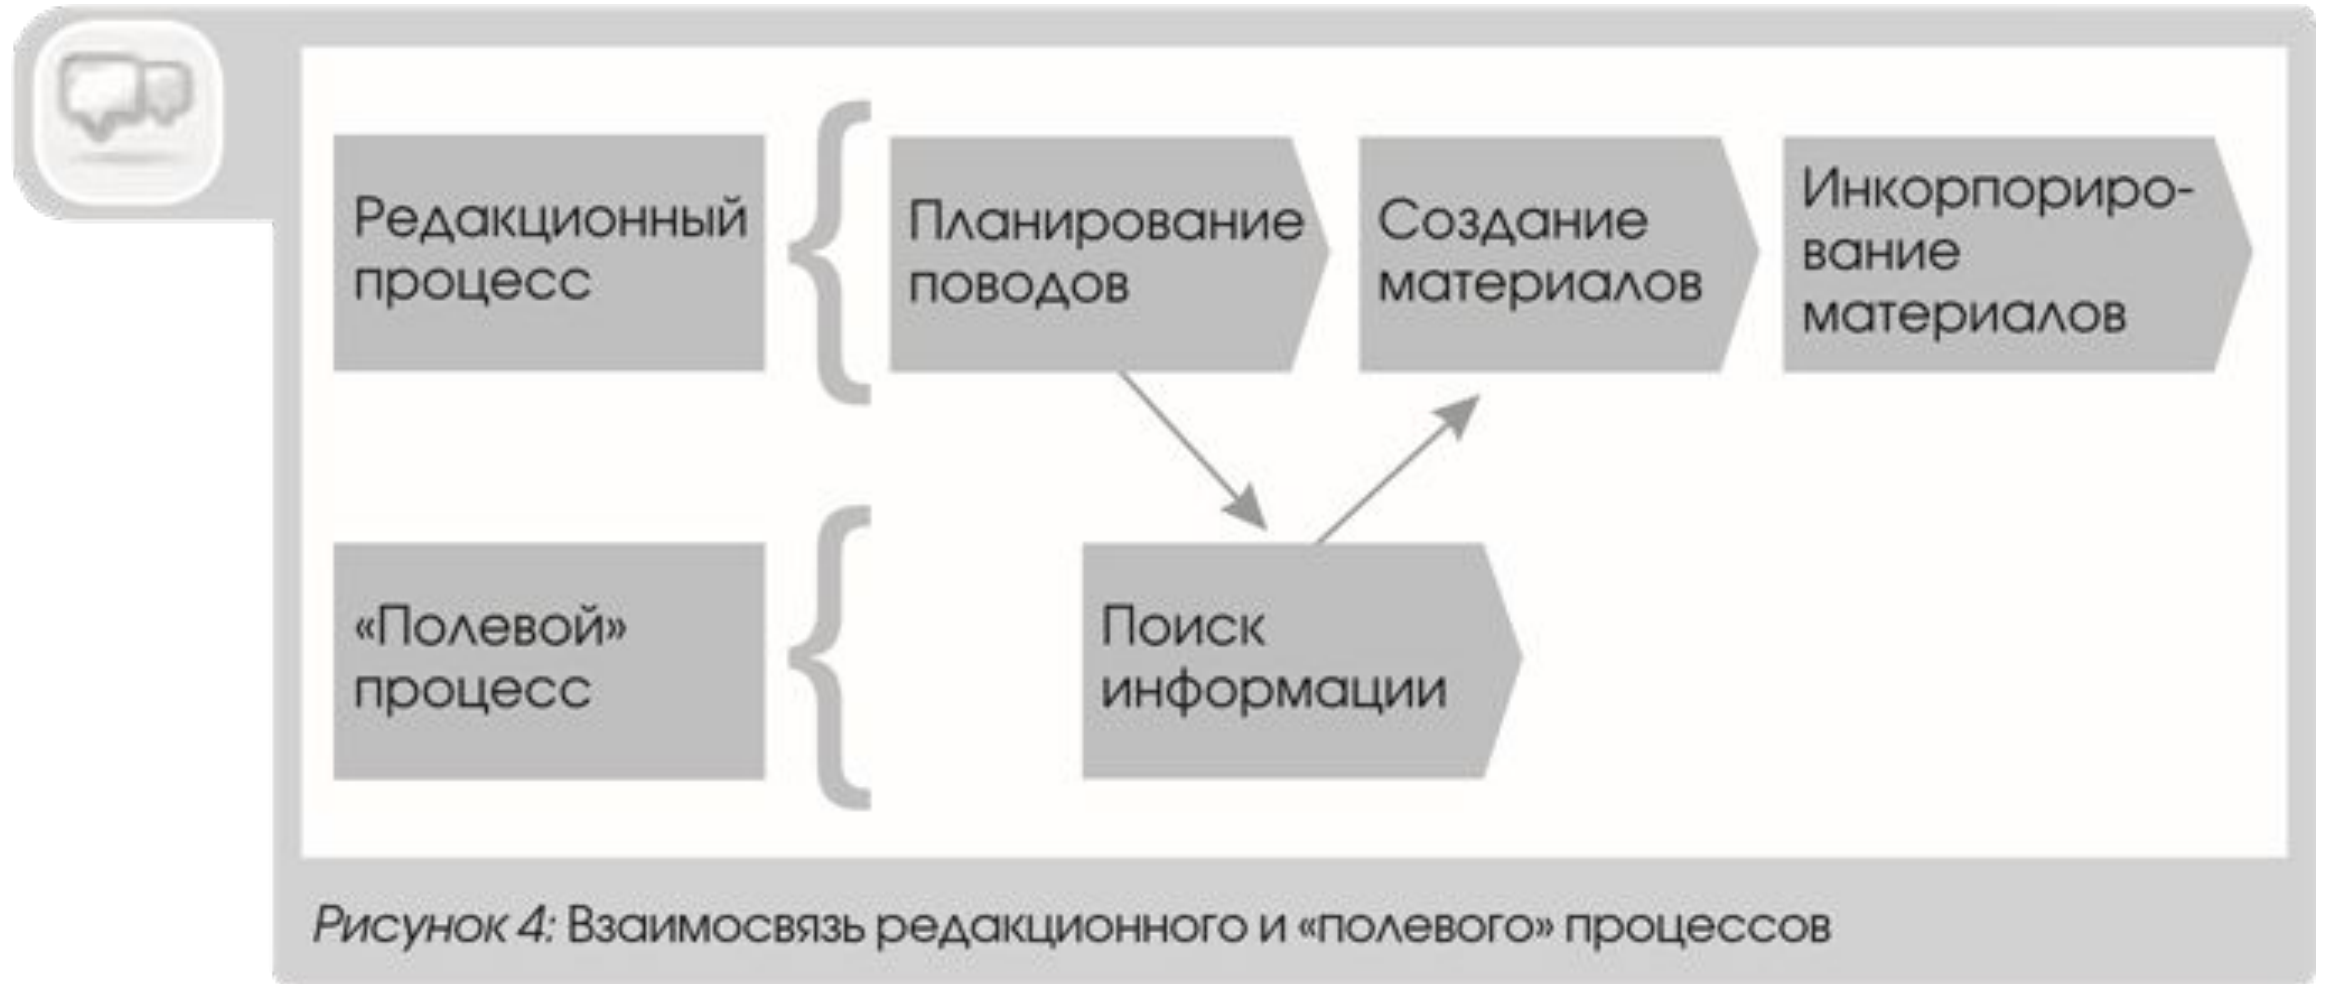 Редакционный
процесс
Планирование
поводов
Создание
материалов
Инкорпориро-
вание
материалов
«Полевой»
процесс
Поиск
информации
Рисунок 4: Взаимосвязь редакционного и «полевого» процессов